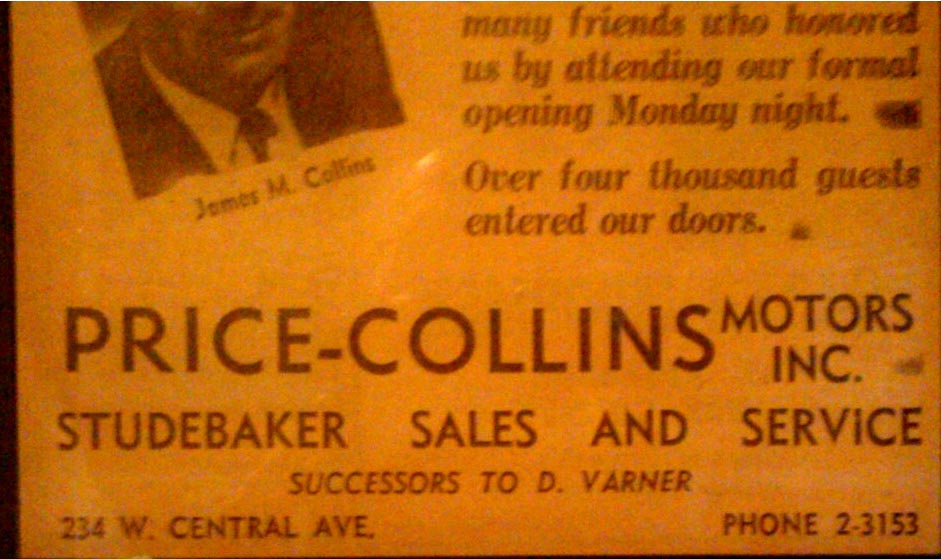 many friends who honored
us by attending our formal
opening Monday night.
Over four thousand guests
entered our doors.
James M. Collins
PRICE-COLLINS MOTORS INC.
STUDEBAKER SALES AND SERVICE
SUCCESSORS TO D. VARNER
234 W. CENTRAL AVE.
PHONE 2-3153